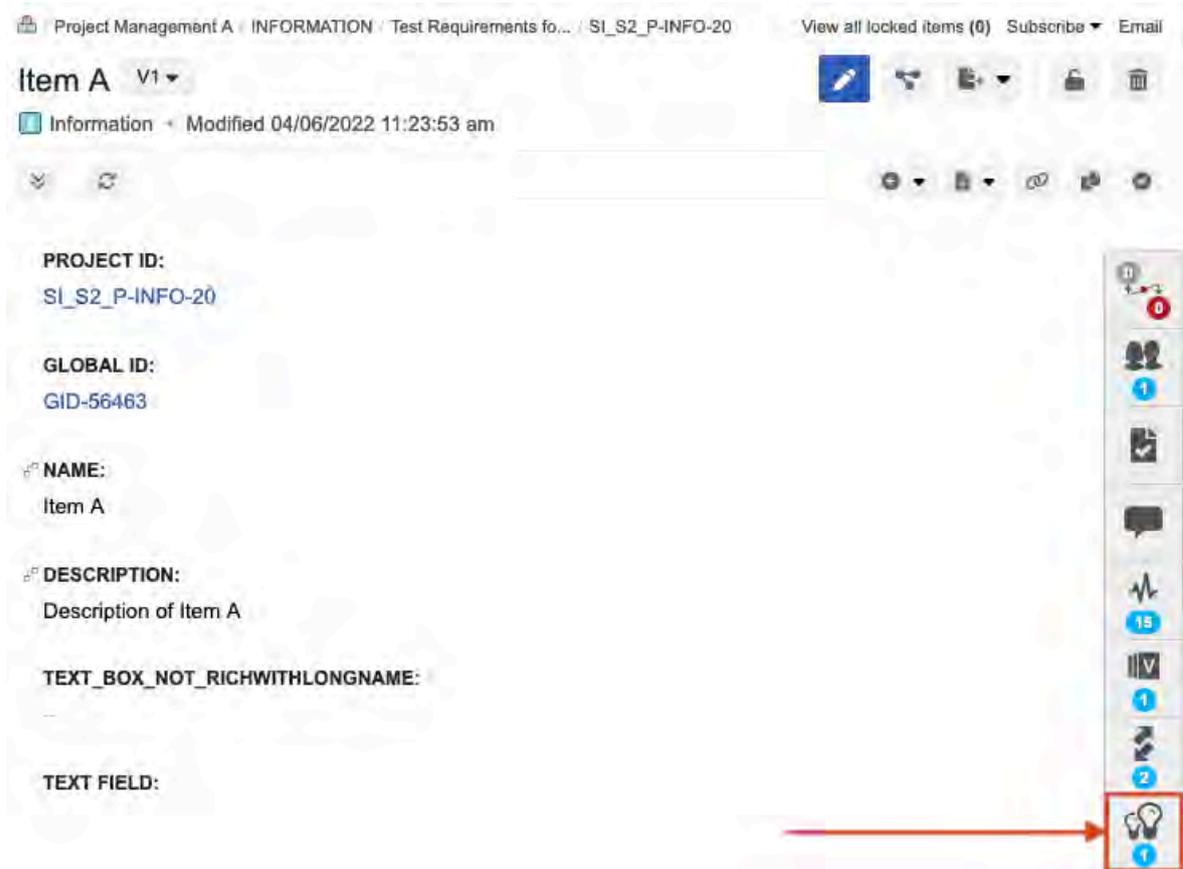 Project Management A / INFORMATION / Test Requirements fo... / SI_S2_P-INFO-20 View all locked items (0) Subscribe Email
Item A V1
Information • Modified 04/06/2022 11:23:53 am
PROJECT ID:
SI_S2_P-INFO-20
0
0
GLOBAL ID:
GID-56463
1
NAME:
Item A
DESCRIPTION:
Description of Item A
15
TEXT_BOX_NOT_RICHWITHLONGNAME:
--
V
1
2
TEXT FIELD:
1